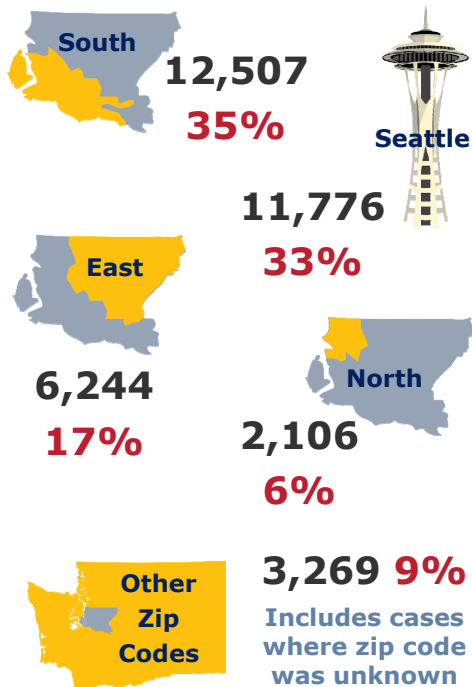 South
12,507
35%
Seattle
11,776
33%
East
6,244
17%
North
2,106
6%
Other
Zip
Codes
3,269 9%
Includes cases
where zip code
was unknown